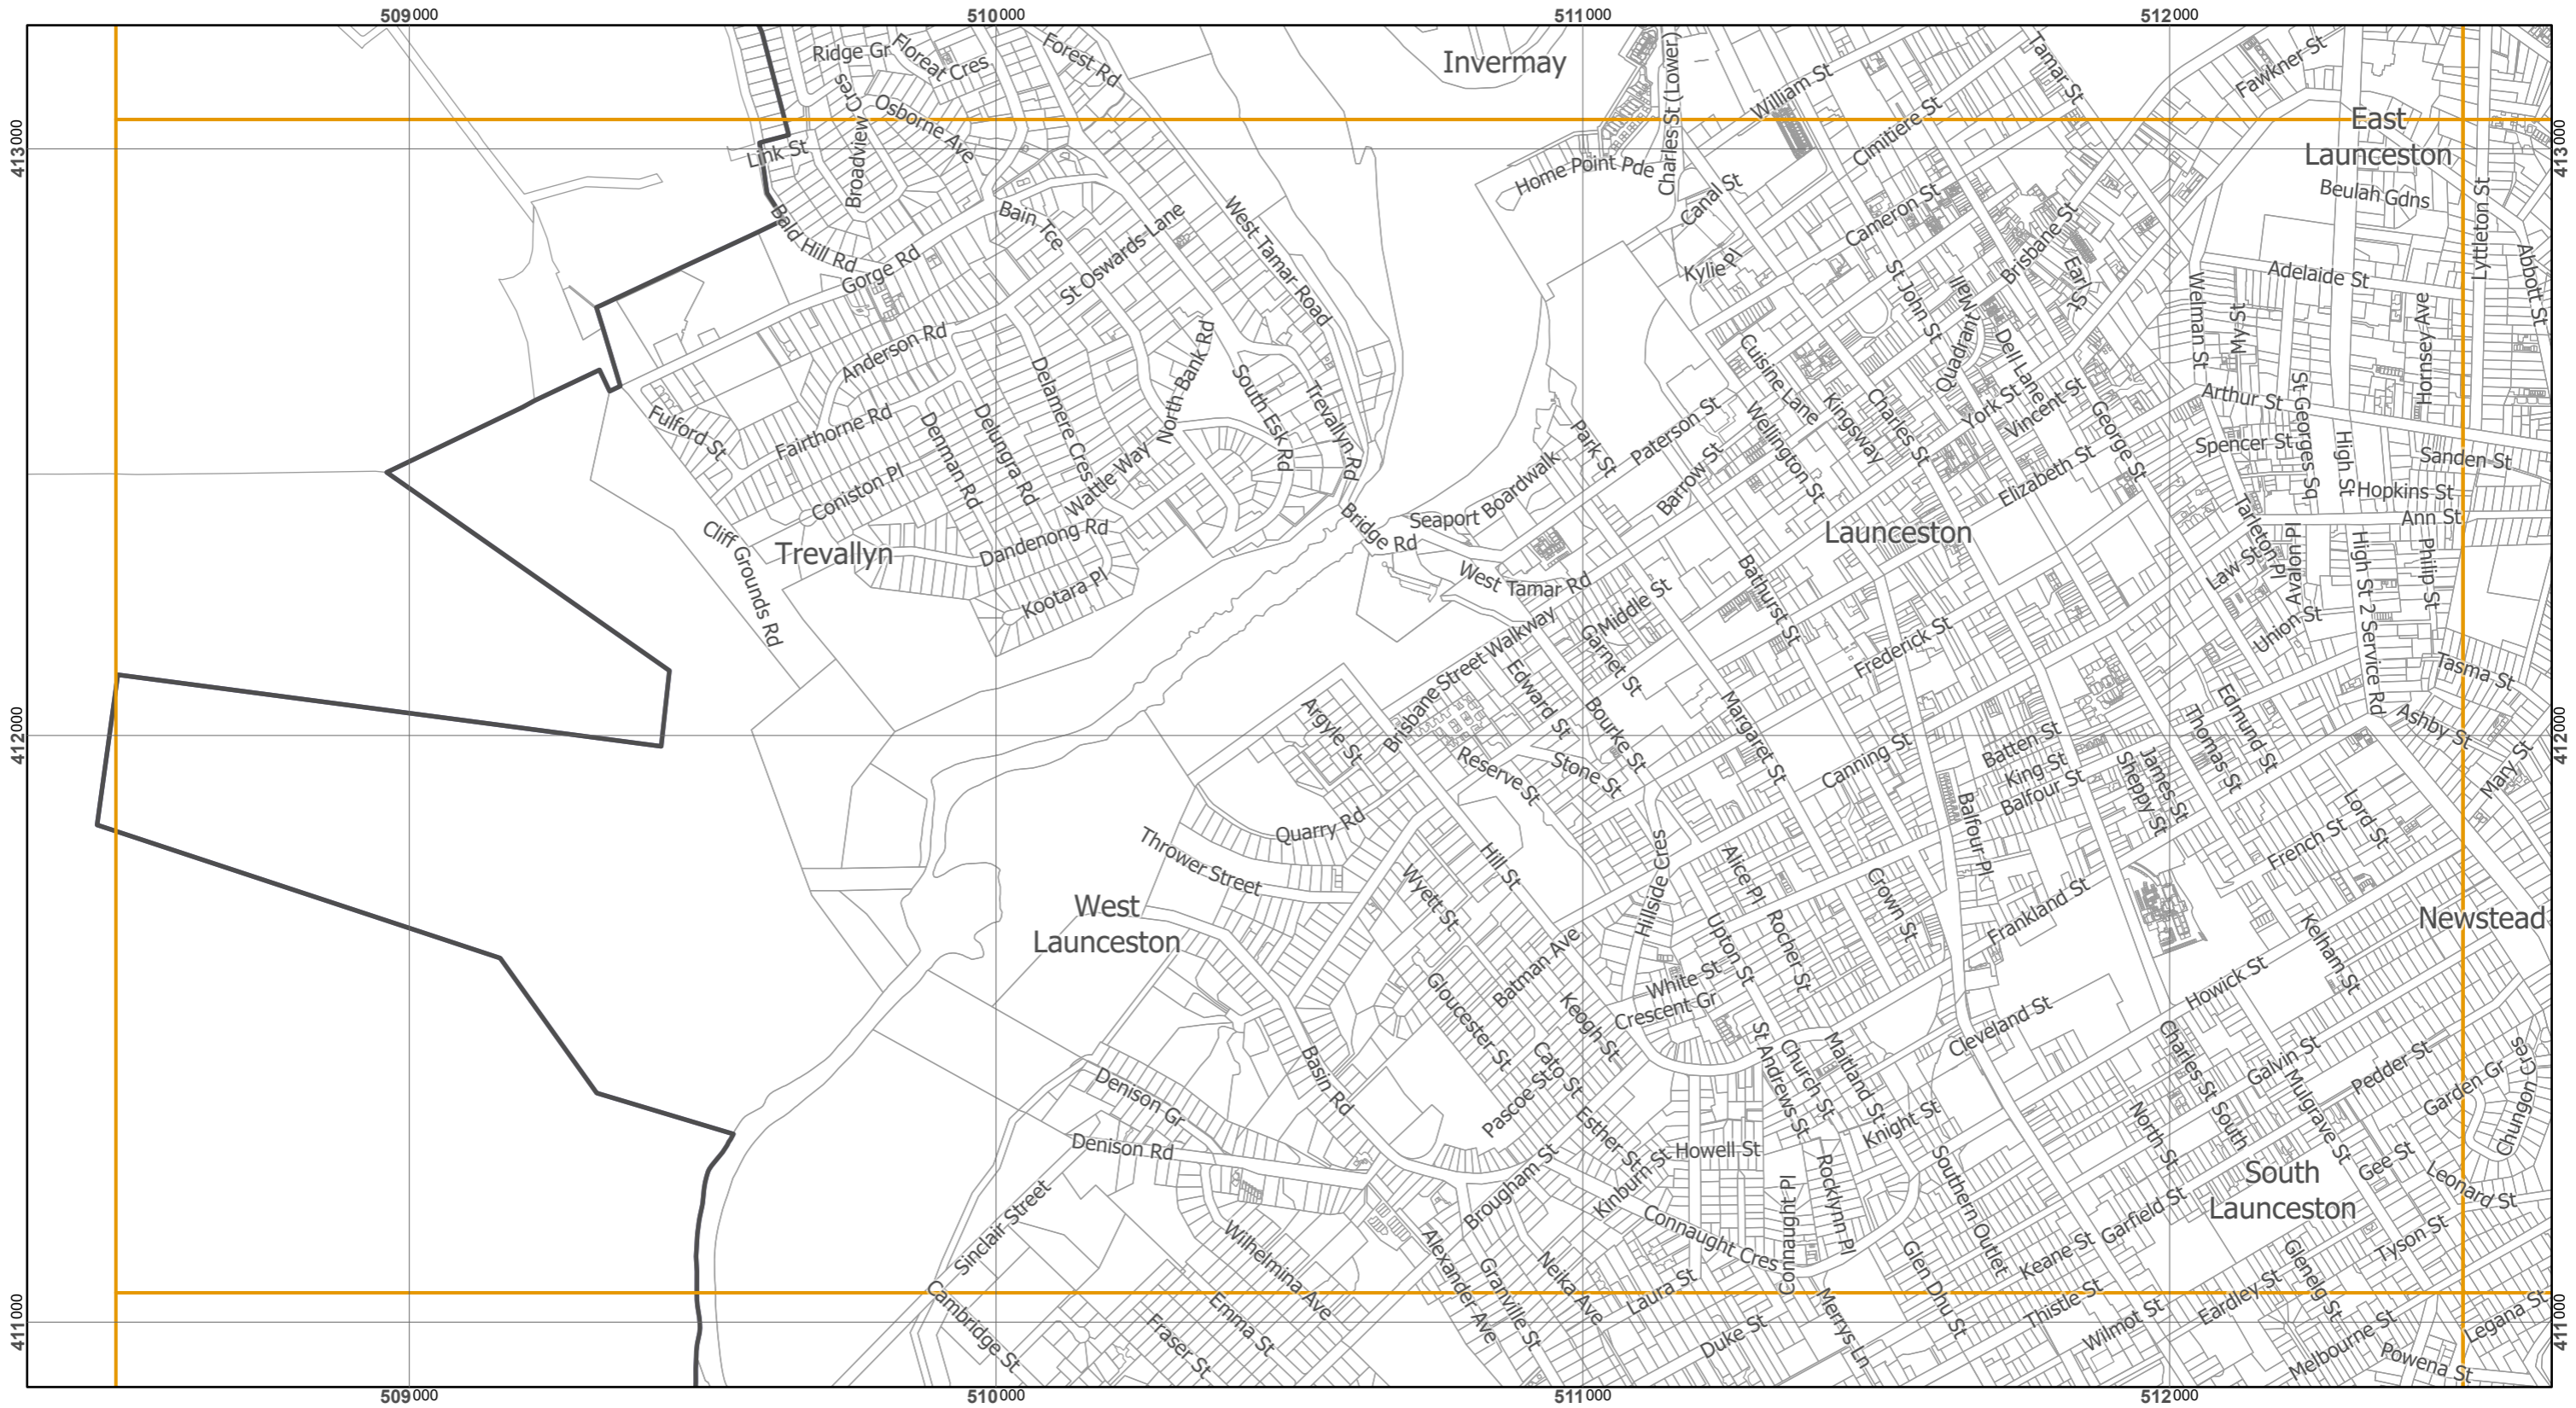 509000
510000
511000
512000
Ridge Gr
Floreat Cres
Forest Rd
Invermay
Charles St (Lower)
William St
Tamar St
Fawkner St
Broadview Cres
Osborne Ave
Cimitiere St
East
Launceston
413000
413000
Link St
Home Point Pde
Canal St
Cameron St
Beulah Gdns
Lyttleton St
Bald Hill Rd
Bain Tce
St Oswards Lane
West Tamar Road
Gorge Rd
Kylie Pl
St John St
Brisbane St
Mall
Earl St
Welman St
My St
Adelaide St
Abbott St
Anderson Rd
Delamere Cres
North Bank Rd
South Esk Rd
Trevallyn Rd
Cuisine Lane
Quadrant
Dell Lane
Hornsey Ave
Fulford St
Fairthorne Rd
Denman Rd
Delungra Rd
Park St
Paterson St
Wellington St
Kingsway
Charles St
York St
Vincent St
George St
Arthur St
Spencer St
St Georges Sq
High St
Sanden St
Coniston Pl
Wattle Way
Barrow St
Elizabeth St
Hopkins St
Cliff Grounds Rd
Trevallyn
Dandenong Rd
Bridge Rd
Seaport Boardwalk
Launceston
Tarleton Pl
Ann St
Kootara Pl
West Tamar Rd
Middle St
Bathurst St
Law St
Avalon Pl
High St 2 Service Rd
Philip St
Garnet St
Frederick St
Union St
Brisbane Street Walkway
Edward St
Tasma St
412000
412000
Argyle St
Bourke St
Margaret St
Edmund St
Thomas St
Ashby St
Reserve St
Stone St
Canning St
Batten St
King St
Balfour St
James St
Sheppy St
Mary St
Quarry Rd
Balfour Pl
Lord St
French St
Thrower Street
Hill St
Hillside Cres
Alice Pl
Wyett St
Crown St
West
Launceston
Upton St
Rocher St
Frankland St
Kelham St
Newstead
Batman Ave
Gloucester St
White St
Crescent Gr
Howick St
Keogh St
Cleveland St
Basin Rd
Cato St
St Andrews St
Church St
Maitland St
Charles St South
Galvin St
Pedder St
Garden Gr
Chungon Cres
Denison Gr
Pascoe St
Esther St
Knight St
North St
Mulgrave St
Denison Rd
Howell St
Gee St
Brougham St
Kinburn St
Connaught Pl
Rocklynn Pl
Southern Outlet
Garfield St
South
Launceston
Leonard St
Sinclair Street
Wilhelmina Ave
Connaught Cres
Keane St
Tyson St
Alexander Ave
Granville St
Neika Ave
Laura St
Glen Dhu St
Thistle St
Eardley St
Glenelg St
Cambridge St
Emma St
Fraser St
Duke St
Merrys Ln
Wilmot St
Melbourne St
Legana St
Powena St
411000
411000
509000
510000
511000
512000